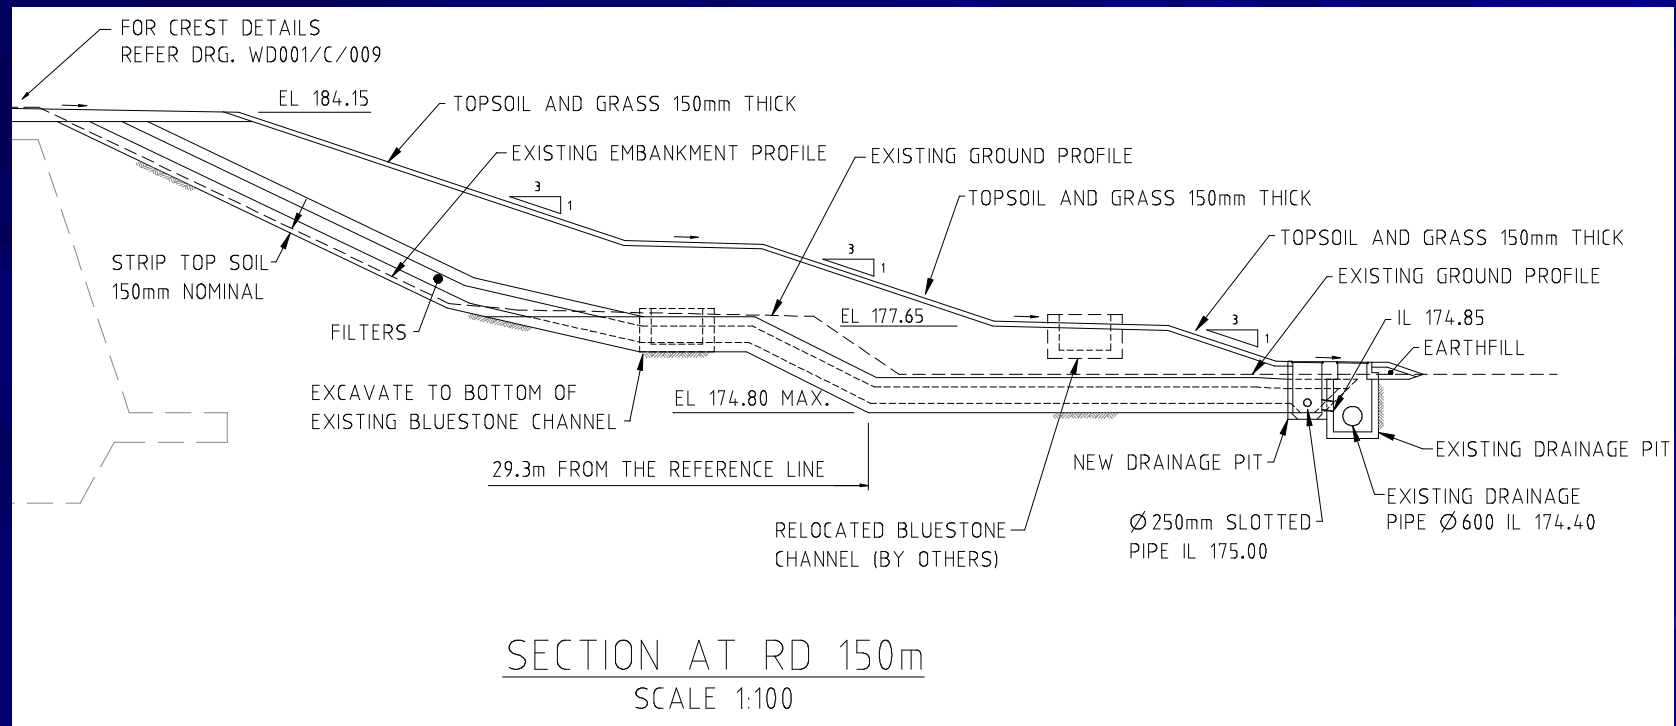 FOR CREST DETAILS
REFER DRG. WD001/C/009
EL 184.15
TOPSOIL AND GRASS 150mm THICK
EXISTING EMBANKMENT PROFILE
EXISTING GROUND PROFILE
3
1
TOPSOIL AND GRASS 150mm THICK
3
1
TOPSOIL AND GRASS 150mm THICK
EXISTING GROUND PROFILE
STRIP TOP SOIL
150mm NOMINAL
FILTERS
EL 177.65
3
1
IL 174.85
EARTHFILL
EXCAVATE TO BOTTOM OF
EXISTING BLUESTONE CHANNEL
EL 174.80 MAX.
29.3m FROM THE REFERENCE LINE
NEW DRAINAGE PIT
EXISTING DRAINAGE PIT
RELOCATED BLUESTONE
CHANNEL (BY OTHERS)
Ø250mm SLOTTED
PIPE IL 175.00
EXISTING DRAINAGE
PIPE Ø600 IL 174.40
SECTION AT RD 150m
SCALE 1:100